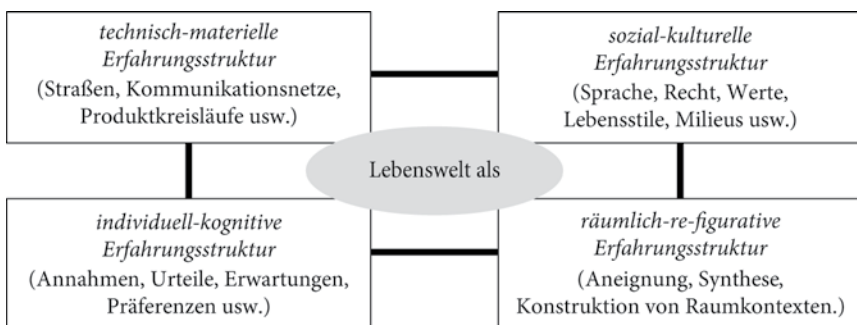 technisch-materielle
Erfahrungsstruktur
(Straßen, Kommunikationsnetze,
Produktkreisläufe usw.)
sozial-kulturelle
Erfahrungsstruktur
(Sprache, Recht, Werte,
Lebensstile, Milieus usw.)
Lebenswelt als
individuell-kognitive
Erfahrungsstruktur
(Annahmen, Urteile, Erwartungen,
Präferenzen usw.)
räumlich-re-figurative
Erfahrungsstruktur
(Aneignung, Synthese,
Konstruktion von Raumkontexten.)